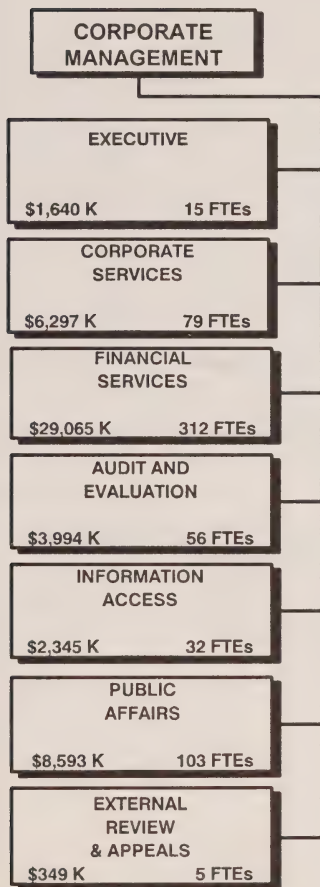 CORPORATE
MANAGEMENT
EXECUTIVE
$1,640 K 15 FTEs
CORPORATE
SERVICES
$6,297 K 79 FTEs
FINANCIAL
SERVICES
$29,065 K 312 FTEs
AUDIT AND
EVALUATION
$3,994 K 56 FTEs
INFORMATION
ACCESS
$2,345 K 32 FTEs
PUBLIC
AFFAIRS
$8,593 K 103 FTEs
EXTERNAL
REVIEW
& APPEALS
$349 K 5 FTEs